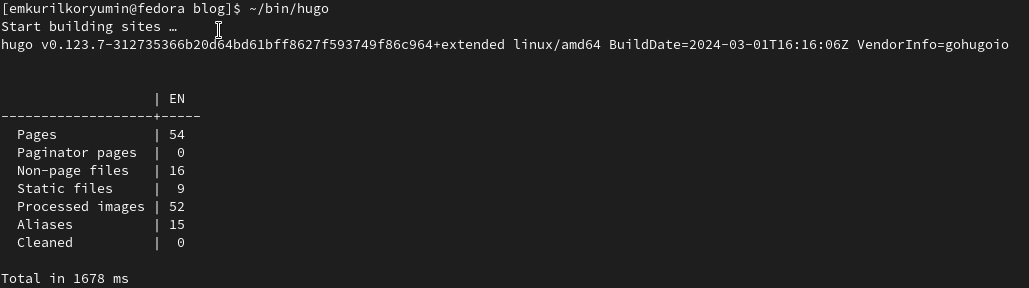 [emkurilkoryumin@fedora blog]$ ~/bin/hugo
Start building sites …
hugo v0.123.7-312735366b20d64bd61bff8627f593749f86c964+extended linux/amd64 BuildDate=2024-03-01T16:16:06Z VendorInfo=gohugoio
                   | EN
-------------------+-----
  Pages            | 54
  Paginator pages  |  0
  Non-page files   | 16
  Static files     |  9
  Processed images | 52
  Aliases          | 15
  Cleaned          |  0
Total in 1678 ms